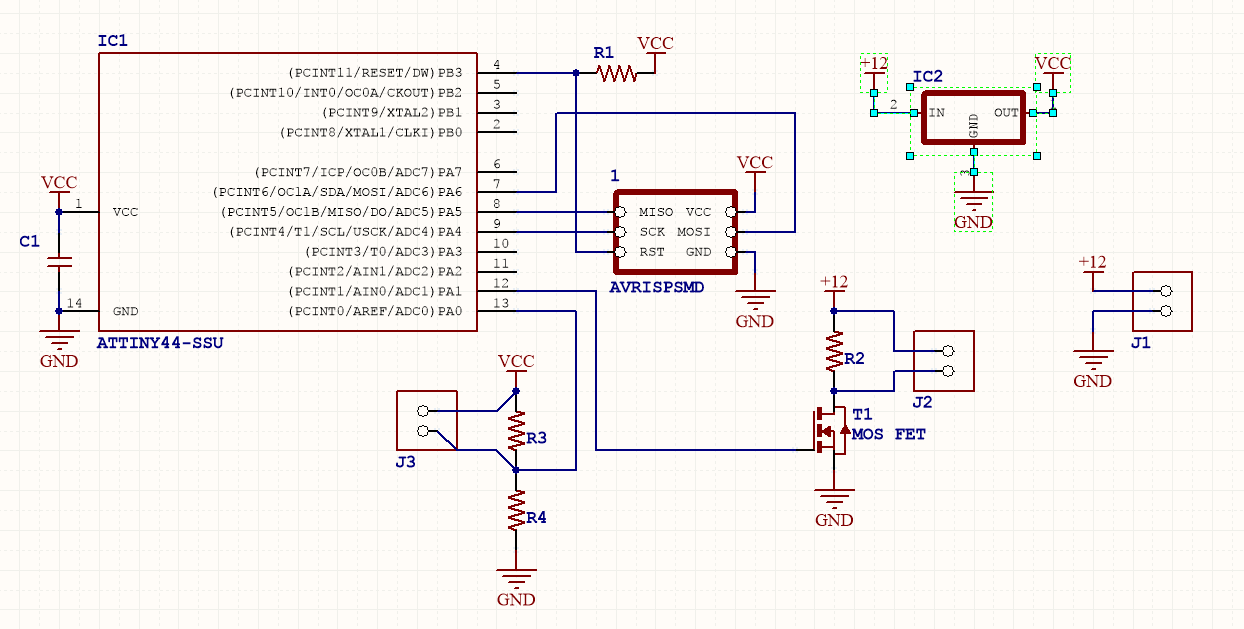 IC1
(PCINT11/RESET/DW) PB3 4
(PCINT10/INT0/OC0A/CKOUT) PB2 5
(PCINT9/XTAL2) PB1 3
(PCINT8/XTAL1/CLKI) PB0 2
(PCINT7/ICP/OC0B/ADC7) PA7 6
(PCINT6/OC1A/SDA/MOSI/ADC6) PA6 7
(PCINT5/OC1B/MISO/DO/ADC5) PA5 8
(PCINT4/T1/SCL/USCK/ADC4) PA4 9
(PCINT3/T0/ADC3) PA3 10
(PCINT2/AIN1/ADC2) PA2 11
(PCINT1/AIN0/ADC1) PA1 12
(PCINT0/AREF/ADC0) PA0 13
VCC
1 VCC
C1
14 GND
GND
ATTINY44-SSU
R1
VCC
1
VCC
MISO VCC
SCK MOSI
RST GND
AVRISPSMD
GND
+12
IC2
VCC
2 IN OUT
GND
3
GND
+12
J1
GND
+12
R2
J2
T1
MOS FET
GND
VCC
J3
R3
R4
GND